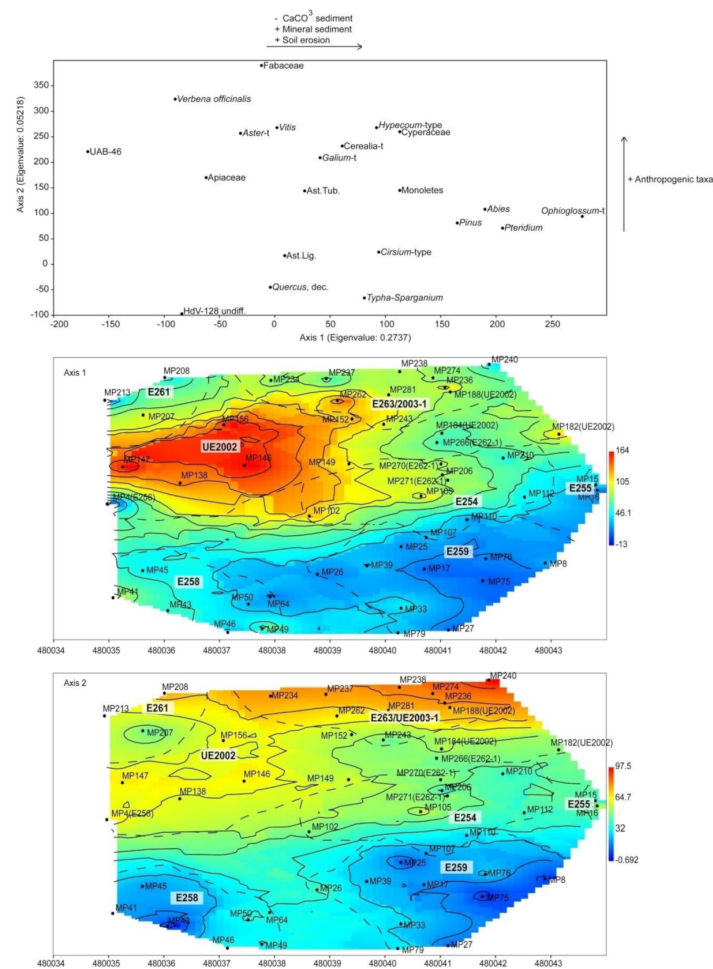 - CaCO³ sediment
+ Mineral sediment
+ Soil erosion
Fabaceae
Verbena officinalis
Aster-t
Vitis
Hypecoum-type
Cyperaceae
Cerealia-t
Galium-t
UAB-46
Apiaceae
Ast.Tub.
Monoletes
Abies
Ophioglossum-t
Pinus
Pteridium
Ast.Lig.
Cirsium-type
Quercus, dec.
Typha-Sparganium
HdV-128 undiff.
350
300
250
200
150
100
50
0
-50
-100
Axis 2 (Eigenvalue: 0.05218)
+ Anthropogenic taxa
-200 -150 -100 -50 0 50 100 150 200 250
Axis 1 (Eigenvalue: 0.2737)
Axis 1
MP208
MP234
MP237
MP238
MP274
MP240
MP236
MP213
E261
MP281
MP188(UE2002)
MP262
E263/2003-1
MP207
MP156
MP152
MP243
MP184(UE2002)
MP182(UE2002)
UE2002
MP266(E262-1)
MP147
MP146
MP149
MP270(E262-1)
MP210
MP206
MP138
MP271(E262-1)
MP15
E255
MP105
MP112
MP16
MP4(E256)
E254
MP102
MP110
MP107
MP25
E259
MP45
E258
MP26
MP39
MP17
MP76
MP8
MP75
MP41
MP43
MP50
MP64
MP33
MP46
MP49
MP79
MP27
164
105
46.1
-13
480034 480035 480036 480037 480038 480039 480040 480041 480042 480043
Axis 2
MP208
MP234
MP237
MP238
MP274
MP240
MP236
MP213
E261
MP281
MP188(UE2002)
MP262
E263/UE2003-1
MP207
MP156
MP152
MP243
MP184(UE2002)
MP182(UE2002)
UE2002
MP266(E262-1)
MP147
MP146
MP149
MP270(E262-1)
MP210
MP206
MP138
MP271(E262-1)
MP15
E255
MP105
MP112
MP16
MP4(E256)
E254
MP102
MP110
MP107
MP25
E259
MP45
E258
MP26
MP39
MP17
MP76
MP8
MP75
MP41
MP43
MP50
MP64
MP33
MP46
MP49
MP79
MP27
97.5
64.7
32
-0.692
480034 480035 480036 480037 480038 480039 480040 480041 480042 480043